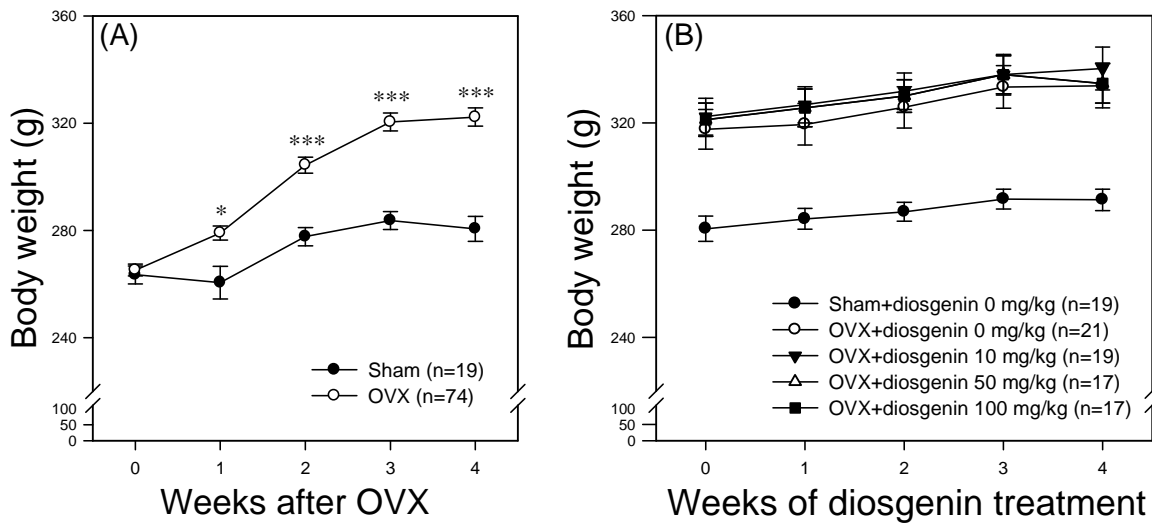 (A)
Body weight (g)
360
320
280
240
100
50
0
*
***
***
***
Sham (n=19)
OVX (n=74)
0 1 2 3 4
Weeks after OVX
(B)
Body weight (g)
360
320
280
240
100
50
0
Sham+diosgenin 0 mg/kg (n=19)
OVX+diosgenin 0 mg/kg (n=21)
OVX+diosgenin 10 mg/kg (n=19)
OVX+diosgenin 50 mg/kg (n=17)
OVX+diosgenin 100 mg/kg (n=17)
0 1 2 3 4
Weeks of diosgenin treatment